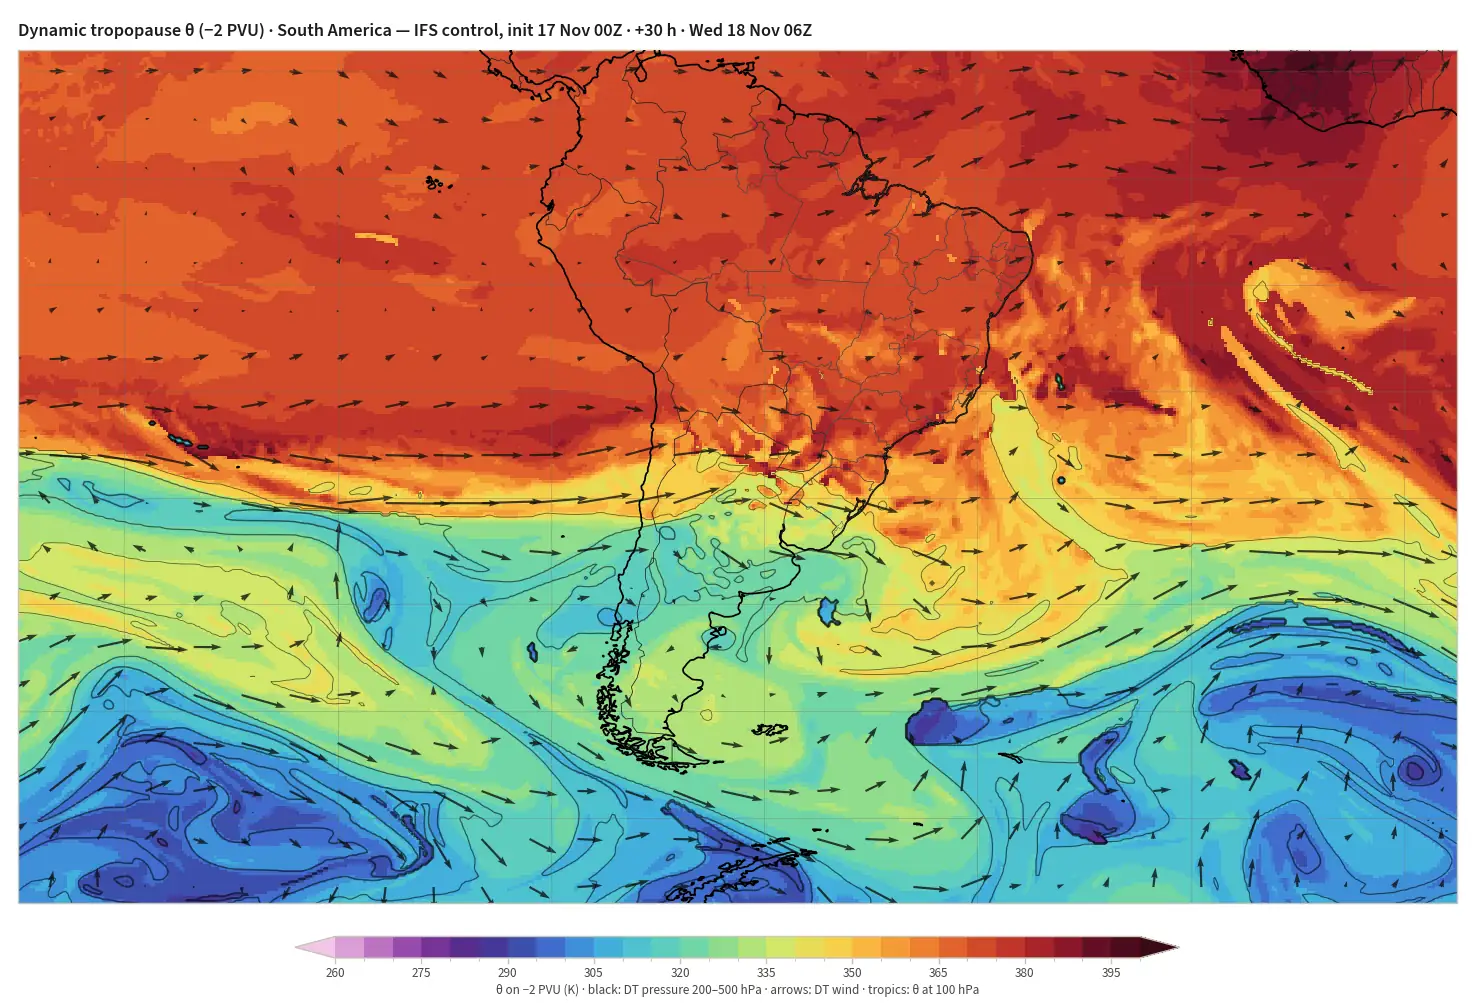 Dynamic tropopause θ (−2 PVU) · South America — IFS control, init 17 Nov 00Z · +30 h · Wed 18 Nov 06Z
260 275 290 305 320 335 350 365 380 395
θ on −2 PVU (K) · black: DT pressure 200–500 hPa · arrows: DT wind · tropics: θ at 100 hPa